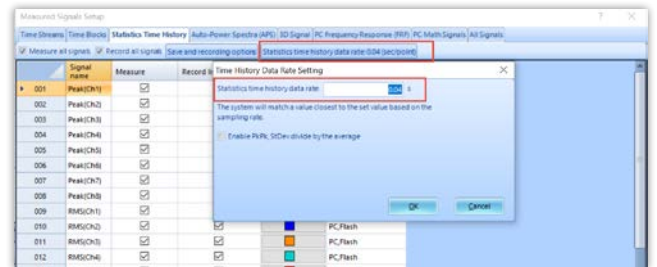 Measured Signals Setup ? ×
Time Streams Time Blocks Statistics Time History Auto-Power Spectra (APS) 3D Signal PC Frequency Response (FRF) PC Math Signals All Signals
Measure all signals Record all signals Save and recording options Statistics time history data rate: 0.04 (sec/point)
Signal name Measure Record li
Time History Data Rate Setting ×
Statistics time history data rate 0.04 s
The system will match a value closest to the set value based on the
sampling rate.
Enable PkPk, StDev divide by the average
OK Cancel
001 Peak(Ch1)
002 Peak(Ch2)
003 Peak(Ch3)
004 Peak(Ch4)
005 Peak(Ch5)
006 Peak(Ch6)
007 Peak(Ch7)
008 Peak(Ch8)
009 RMS(Ch1)
010 RMS(Ch2) PC,Flash
011 RMS(Ch3) PC,Flash
012 RMS(Ch4) PC,Flash